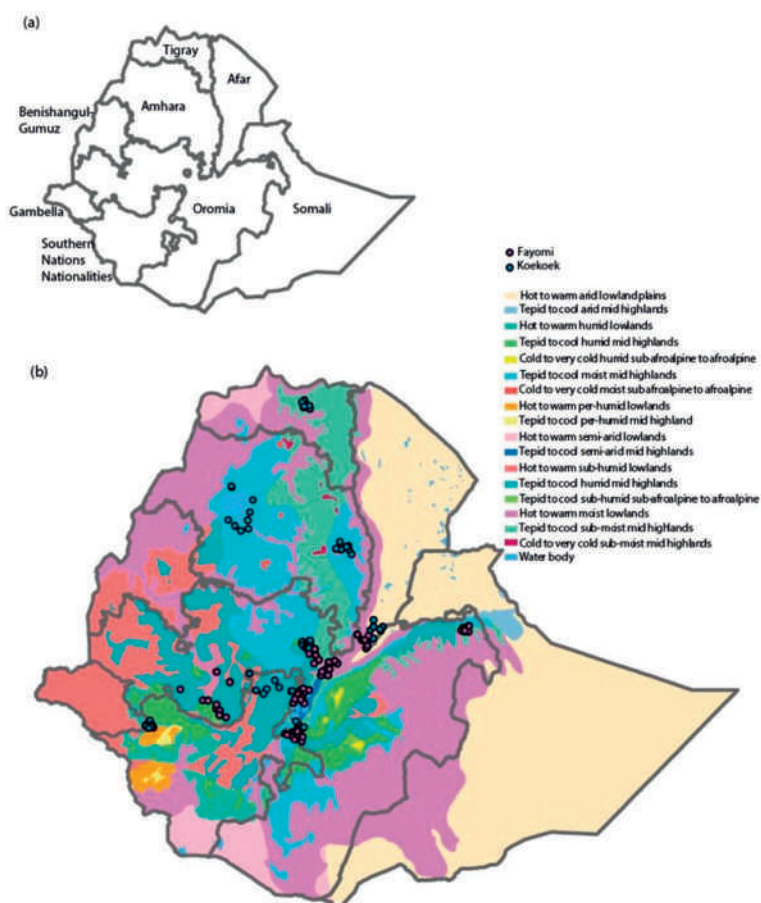 (a)
Tigray
Afar
Amhara
Benishangul-
Gumuz
Gambella
Oromia
Somali
Southern
Nations
Nationalities
Fayomi
Koekoek
Hot to warm arid lowland plains
Tepid to cool arid mid highlands
Hot to warm humid lowlands
Tepid to cool humid mid highlands
Cold to very cold humid sub-afroalpine to afroalpine
Tepid to cool moist mid highlands
Cold to very cold moist sub afroalpine to afroalpine
Hot to warm per-humid lowlands
Tepid to cool per-humid mid highland
Hot to warm semi-arid lowlands
Tepid to cool semi-arid mid highlands
Hot to warm sub-humid lowlands
Tepid to cool humid mid highlands
Tepid to cool sub-humid sub-afroalpine to afroalpine
Hot to warm moist lowlands
Tepid to cool sub-moist mid highlands
Cold to very cold sub-moist mid highlands
Water body
(b)